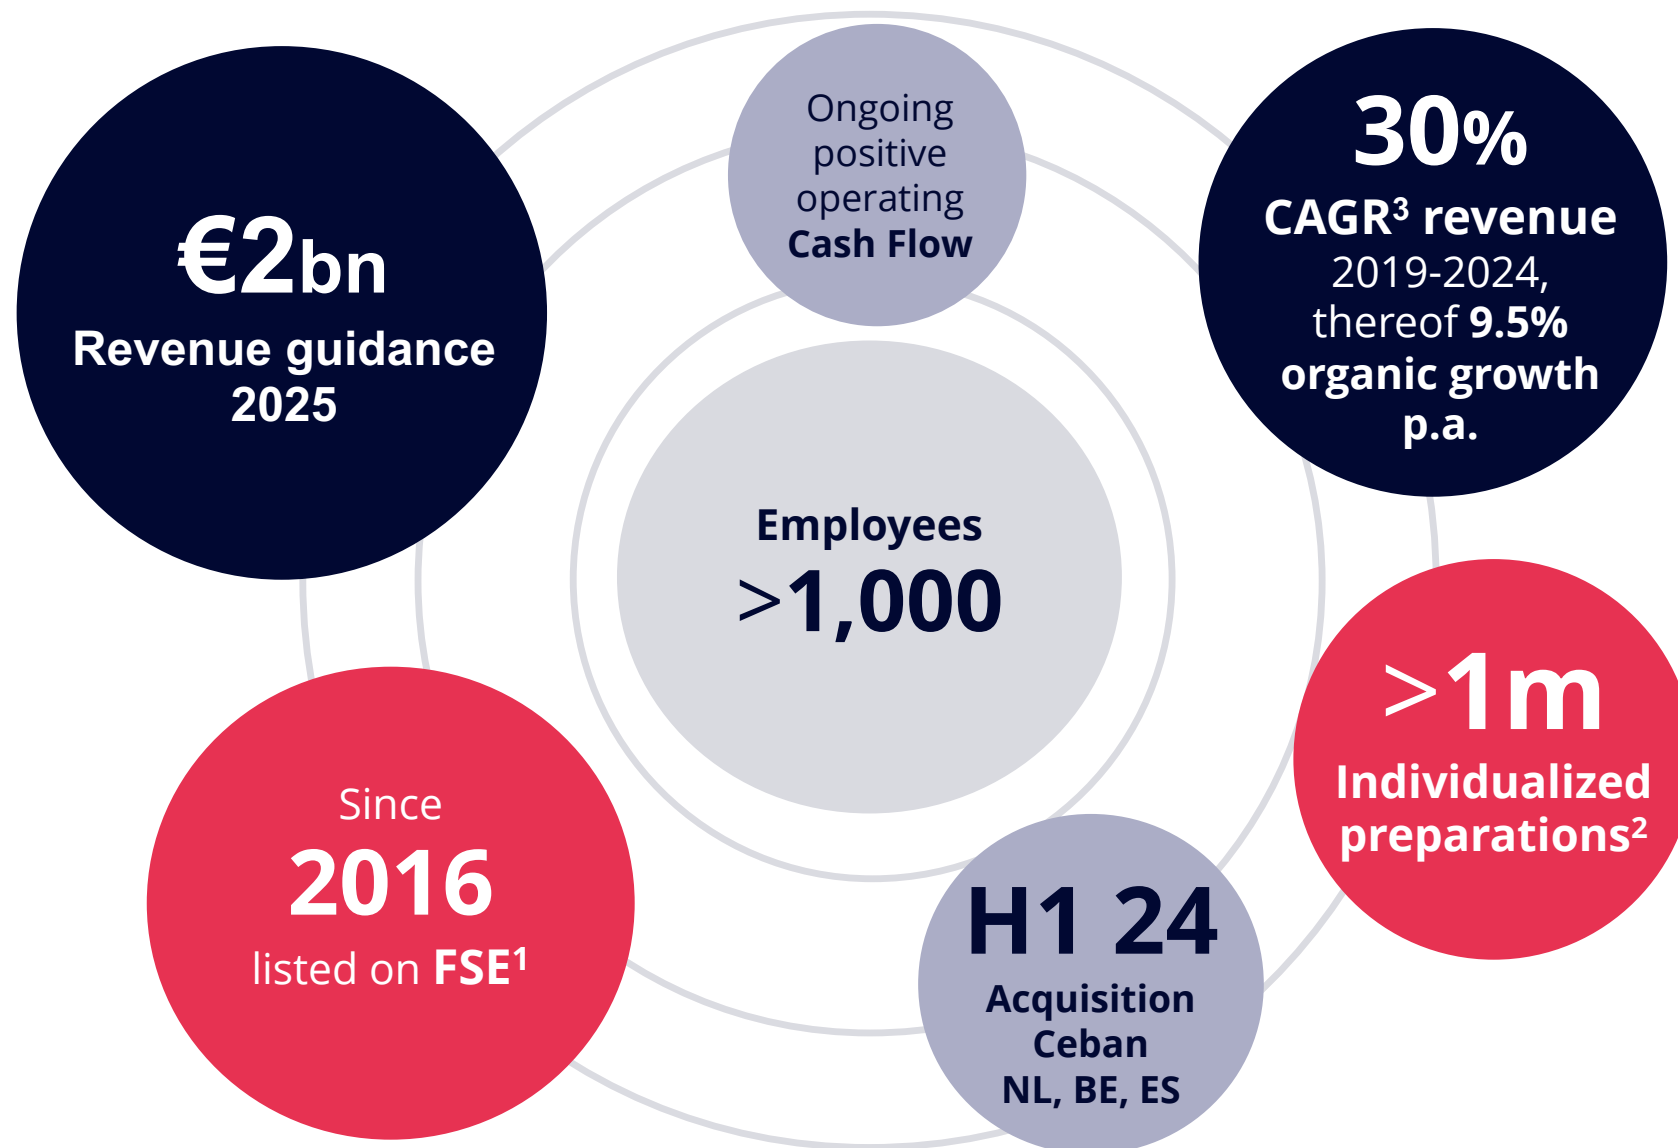 €2bn
Revenue guidance
2025
Ongoing
positive
operating
Cash Flow
30%
CAGR³ revenue
2019-2024,
thereof 9.5%
organic growth
p.a.
Employees
>1,000
>1m
Individualized
preparations²
Since
2016
listed on FSE¹
H1 24
Acquisition
Ceban
NL, BE, ES